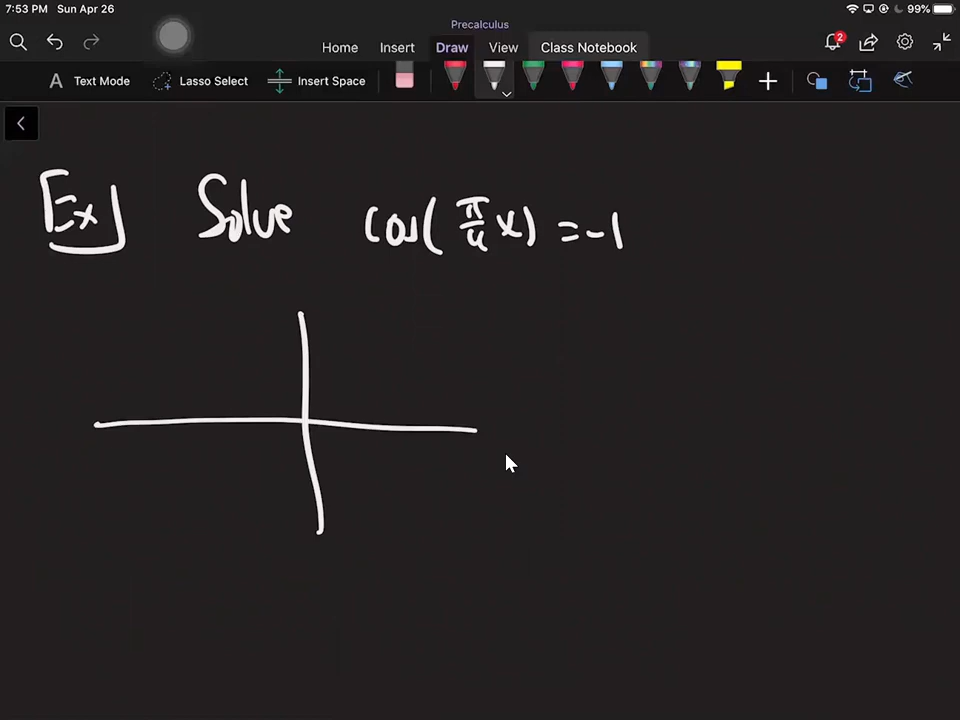 7:53 PM Sun Apr 26
99%
Precalculus
Home Insert Draw View Class Notebook
2
A Text Mode Lasso Select Insert Space
Ex Solve cos(π/4 x) = -1